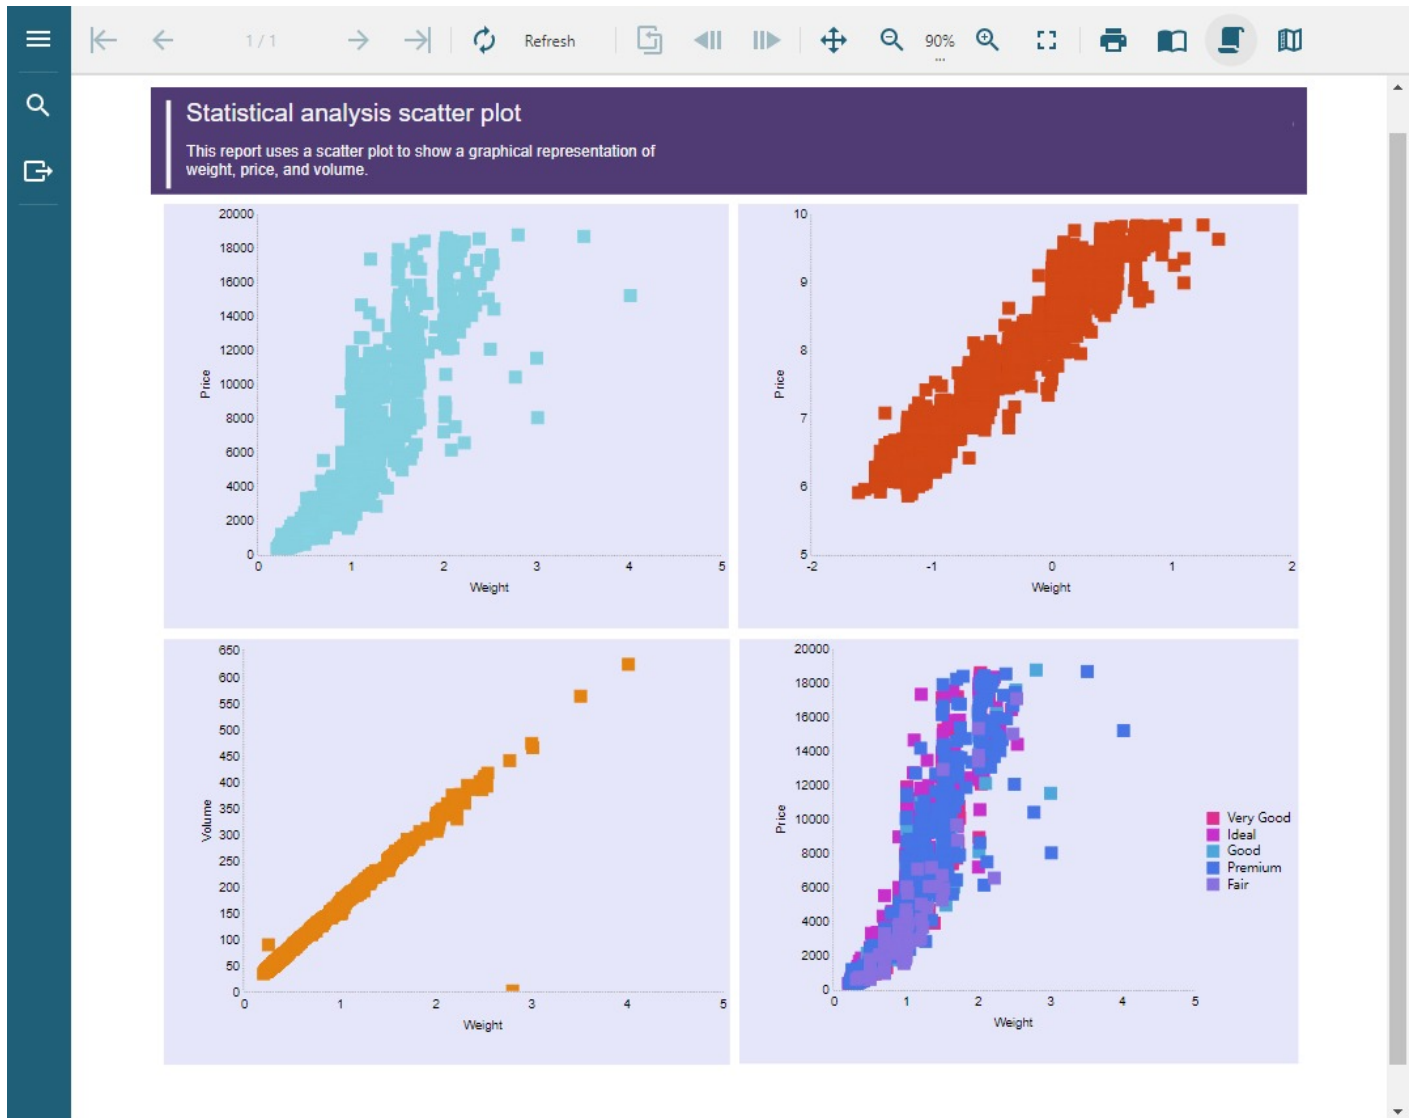 1 / 1
Refresh
90%
...
Statistical analysis scatter plot
This report uses a scatter plot to show a graphical representation of
weight, price, and volume.
20000
18000
16000
14000
12000
10000
8000
6000
4000
2000
0
Price
0 1 2 3 4 5
Weight
10
9
8
7
6
5
Price
-2 -1 0 1 2
Weight
650
600
550
500
450
400
350
300
250
200
150
100
50
0
Volume
0 1 2 3 4 5
Weight
20000
18000
16000
14000
12000
10000
8000
6000
4000
2000
0
Price
0 1 2 3 4 5
Weight
Very Good
Ideal
Good
Premium
Fair